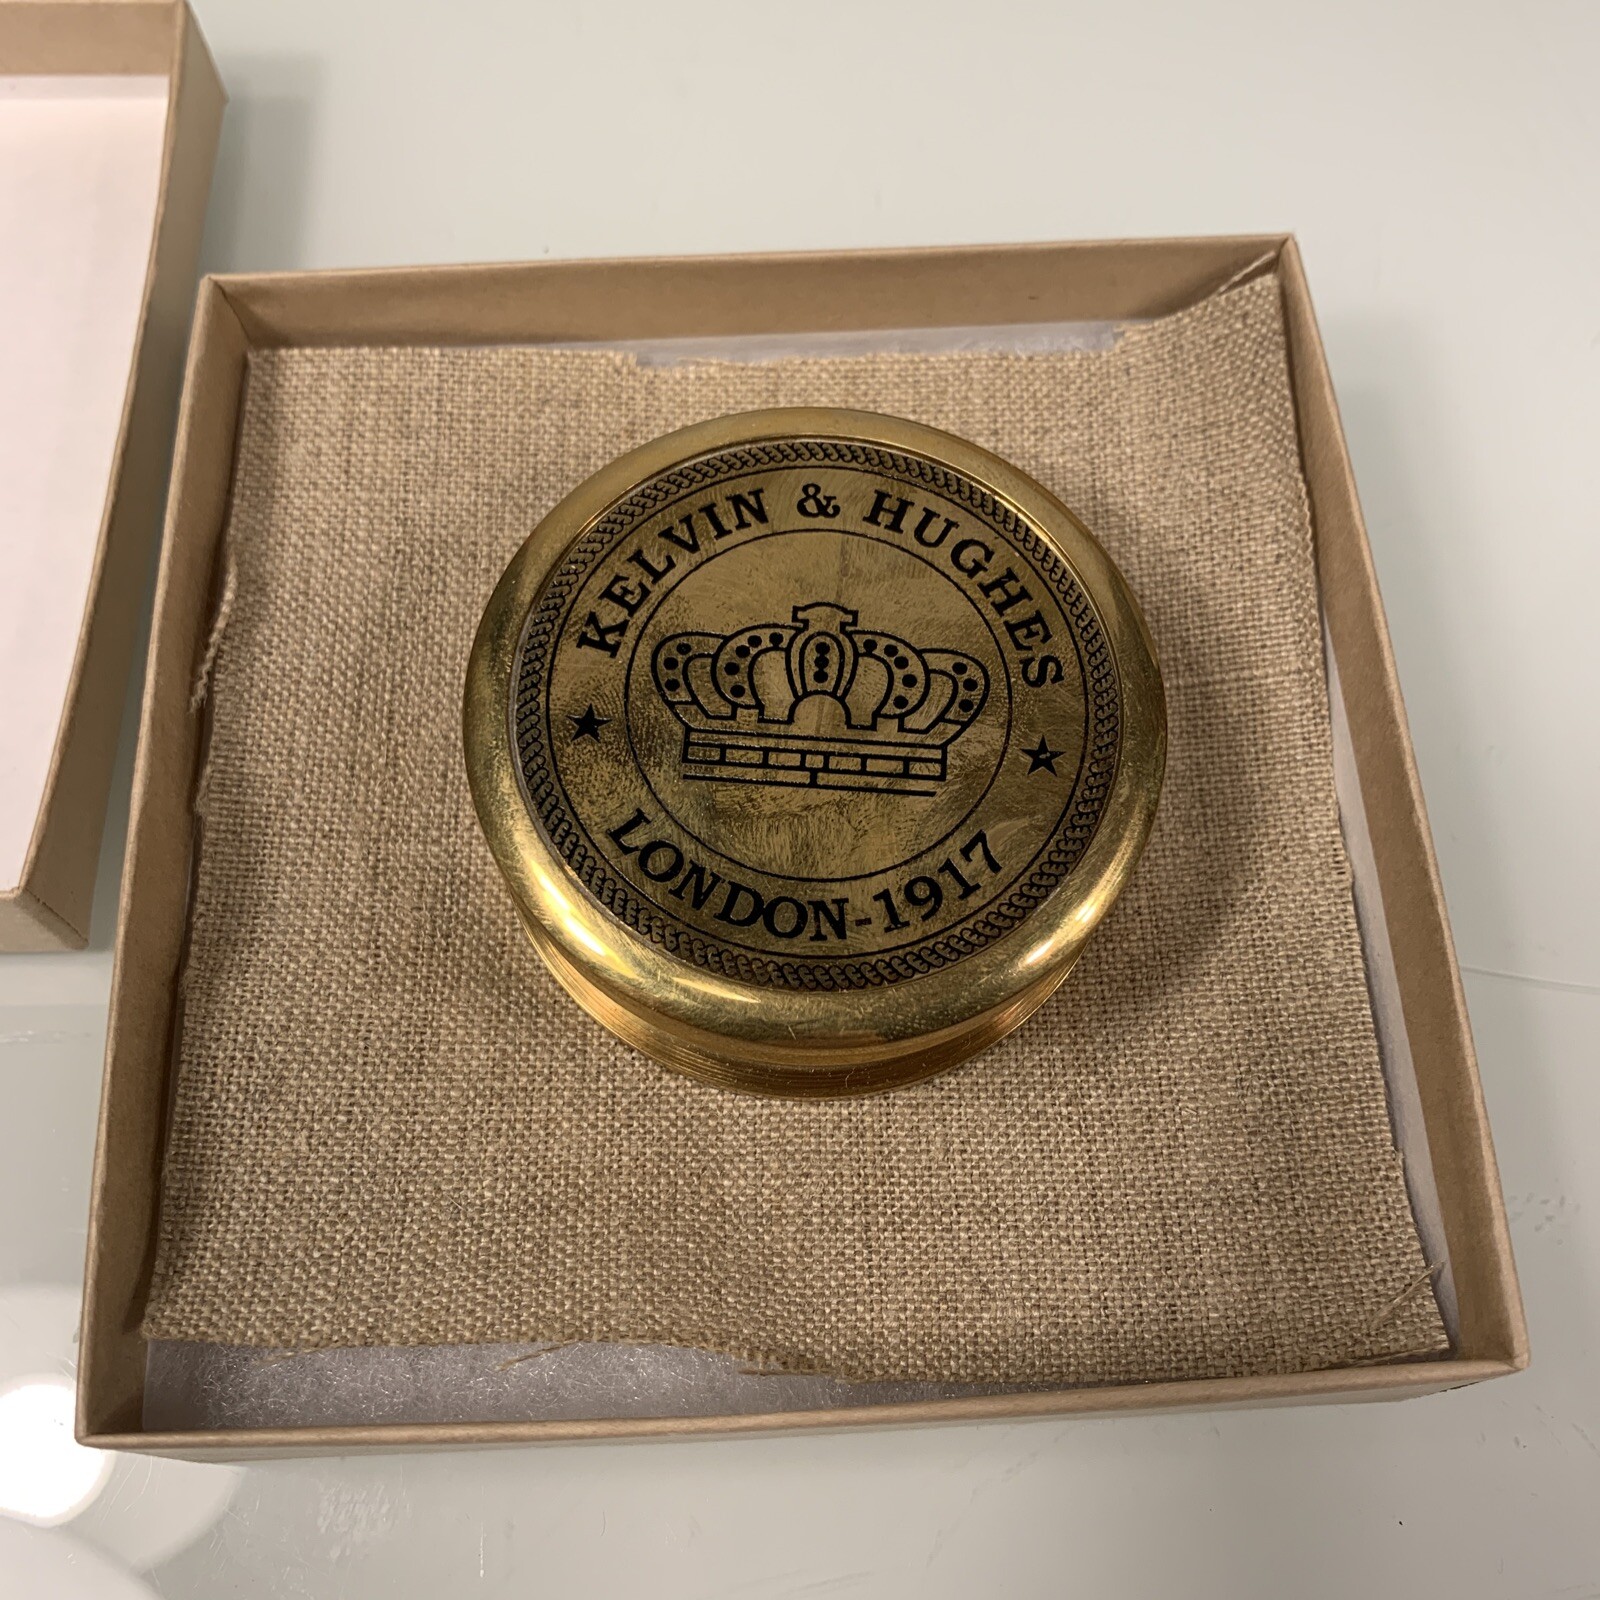 KELVIN & HUGHES
LONDON-1917